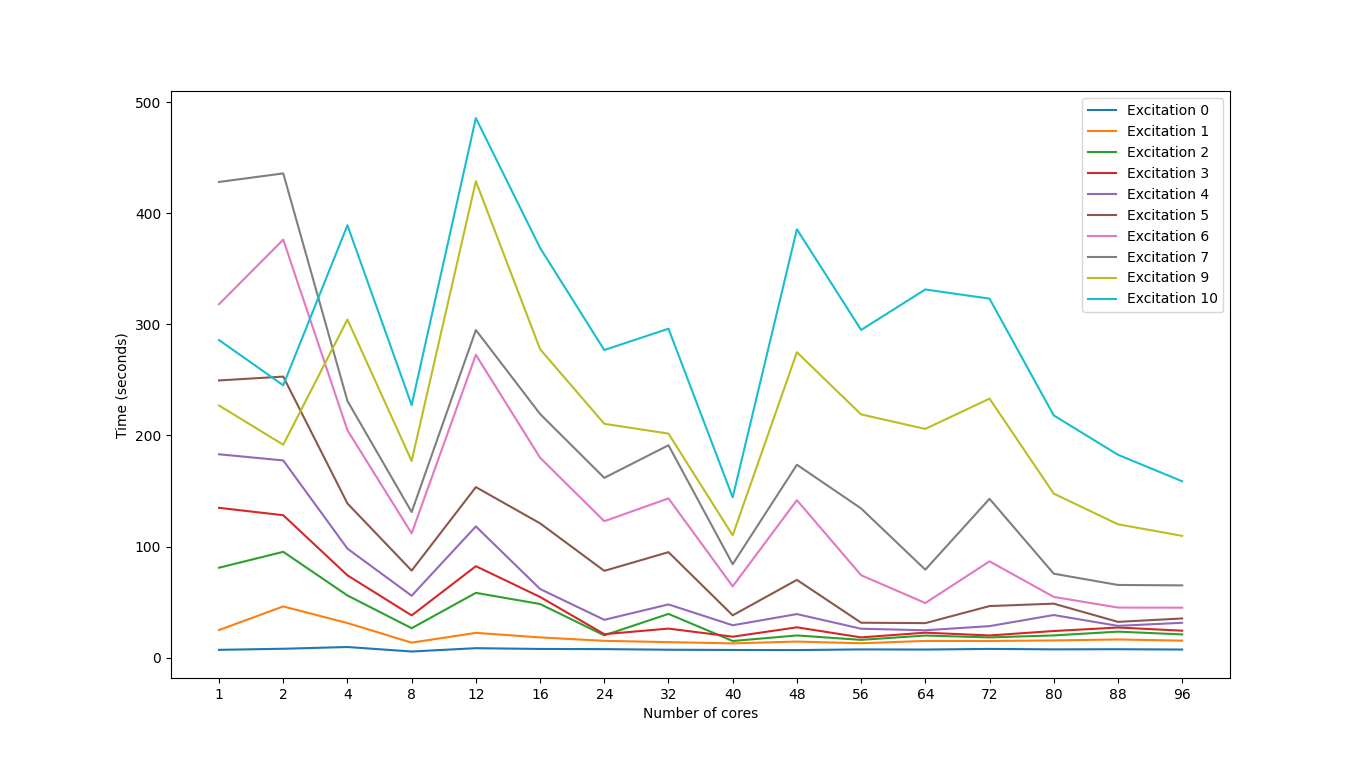 500
400
300
200
100
0
Time (seconds)
1 2 4 8 12 16 24 32 40 48 56 64 72 80 88 96
Number of cores
Excitation 0
Excitation 1
Excitation 2
Excitation 3
Excitation 4
Excitation 5
Excitation 6
Excitation 7
Excitation 9
Excitation 10